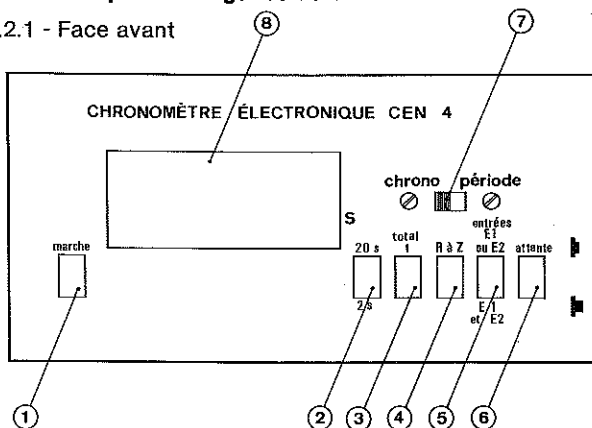 .2.1 - Face avant
8
7
CHRONOMÈTRE ÉLECTRONIQUE CEN 4
chrono période
S
marche
20 s
2 s
total
1
R à Z
entrées
E1
ou E2
E1
et E2
attente
1
2
3
4
5
6